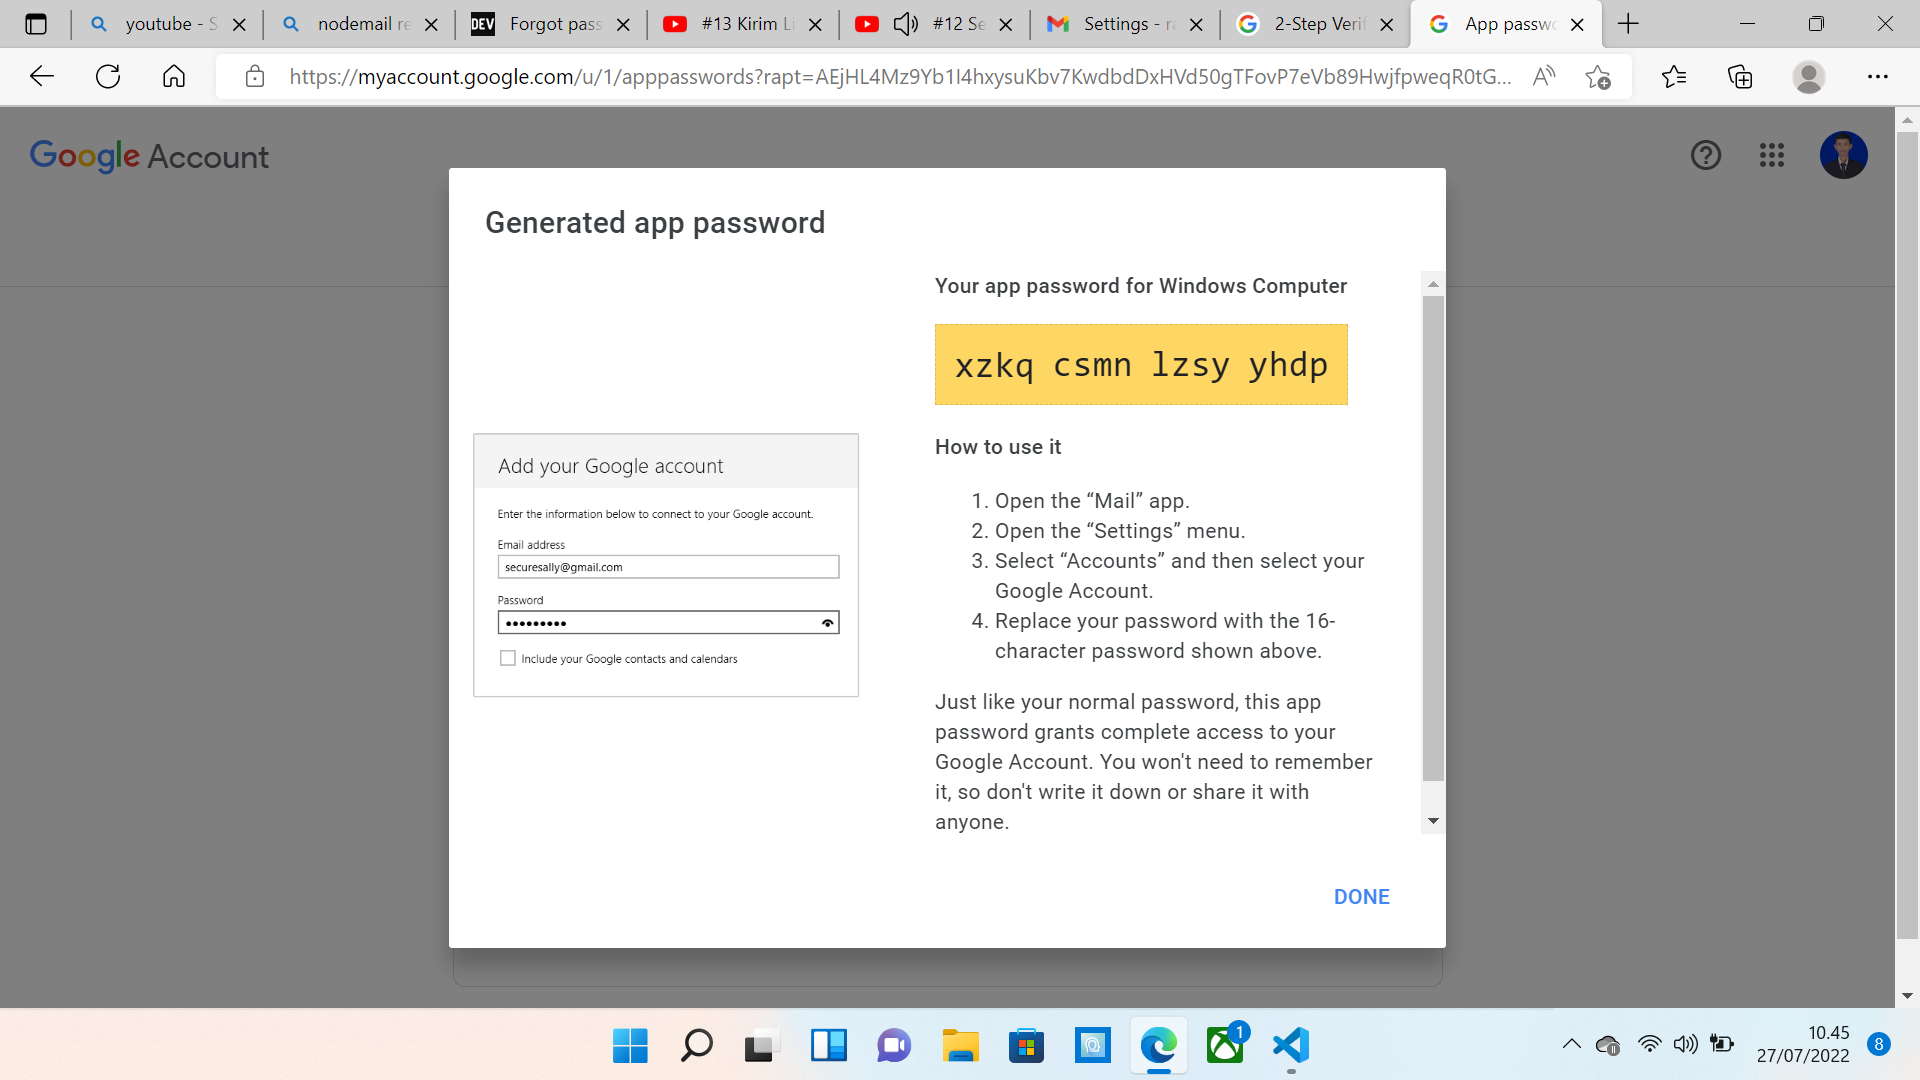 youtube - S
nodemail re
DEV
Forgot pass
#13 Kirim Li
#12 Se
Settings - ra
2-Step Verif
App passwo
https://myaccount.google.com/u/1/apppasswords?rapt=AEjHL4Mz9Yb1I4hxysuKbv7KwdbdDxHVd50gTFovP7eVb89HwjfpweqR0tG...
Google Account
Generated app password
Your app password for Windows Computer
xzkq csmn lzsy yhdp
Add your Google account
Enter the information below to connect to your Google account.
Email address
securesally@gmail.com
Password
Include your Google contacts and calendars
How to use it
1. Open the “Mail” app.
2. Open the “Settings” menu.
3. Select “Accounts” and then select your
Google Account.
4. Replace your password with the 16-
character password shown above.
Just like your normal password, this app
password grants complete access to your
Google Account. You won't need to remember
it, so don't write it down or share it with
anyone.
DONE
1
10.45
27/07/2022
8